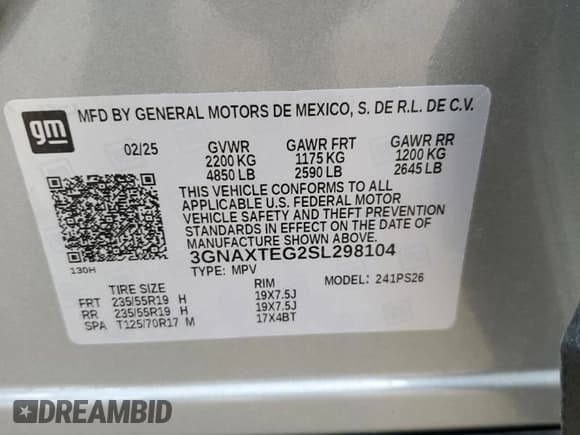 gm
MFD BY GENERAL MOTORS DE MEXICO, S. DE R.L. DE C.V.
02/25 GVWR GAWR FRT GAWR RR
2200 KG 1175 KG 1200 KG
4850 LB 2590 LB 2645 LB
THIS VEHICLE CONFORMS TO ALL
APPLICABLE U.S. FEDERAL MOTOR
VEHICLE SAFETY AND THEFT PREVENTION
STANDARDS IN EFFECT ON THE DATE OF
MANUFACTURE SHOWN ABOVE.
3GNAXTEG2SL298104
130H
TYPE: MPV MODEL: 241PS26
TIRE SIZE RIM
FRT 235/55R19 H 19X7.5J
RR 235/55R19 H 19X7.5J
SPA T125/70R17 M 17X4BT
DREAMBID